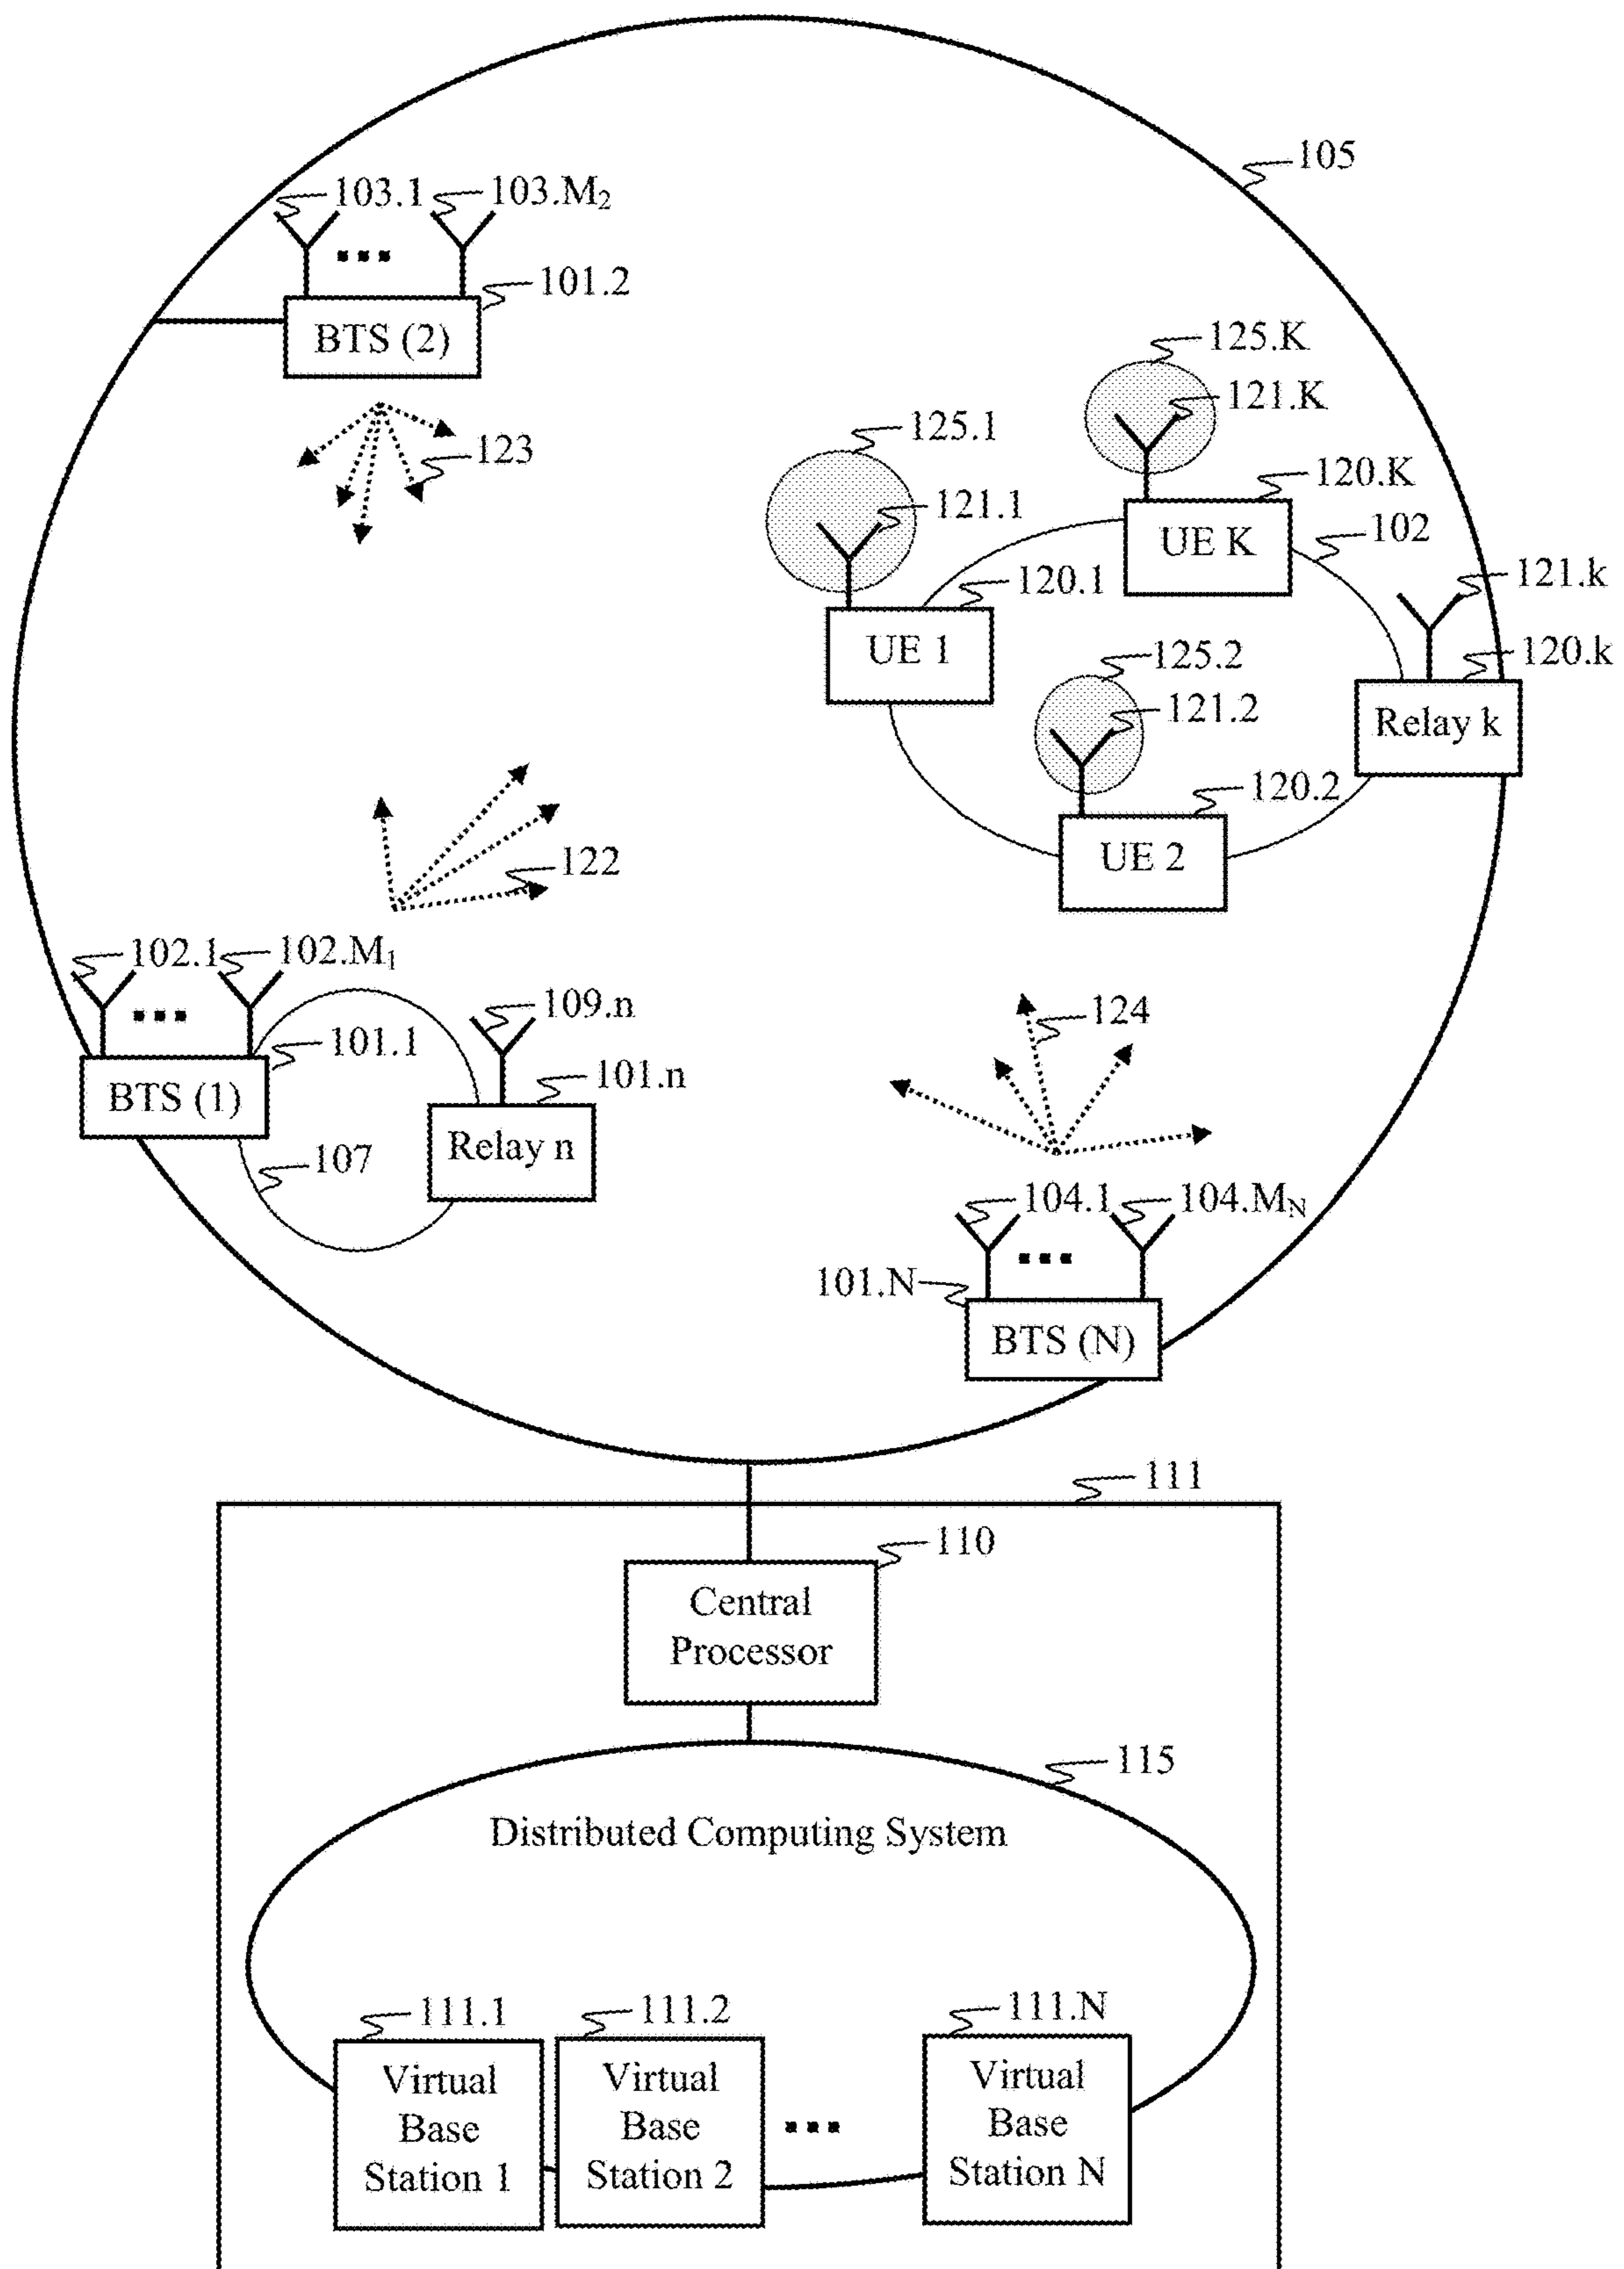 105
103.1
103.M2
101.2
BTS (2)
123
125.K
121.K
125.1
121.1
120.K
UE K
102
121.k
120.1
UE 1
120.k
Relay k
125.2
121.2
120.2
UE 2
122
102.1
102.M1
101.1
BTS (1)
109.n
101.n
Relay n
107
124
104.1
104.MN
101.N
BTS (N)
111
110
Central
Processor
115
Distributed Computing System
111.1
Virtual
Base
Station 1
111.2
Virtual
Base
Station 2
111.N
Virtual
Base
Station N